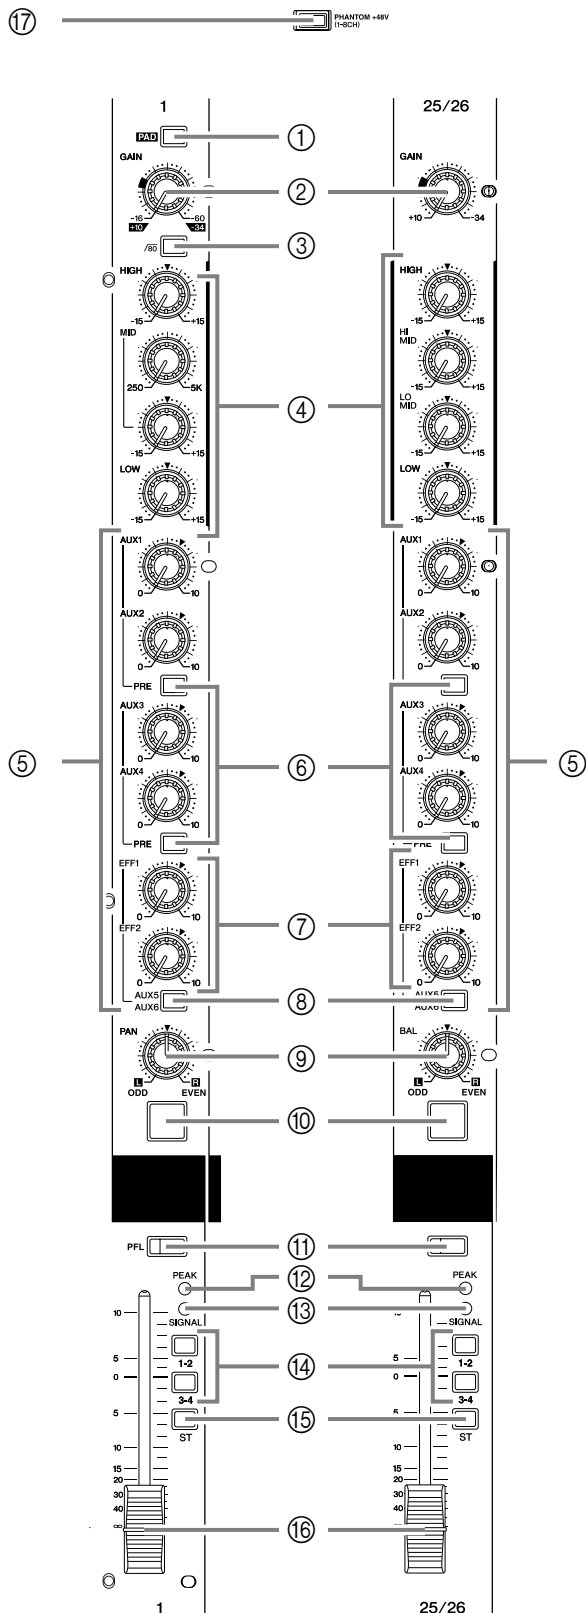 ⑰ PHANTOM +48V
(1-8CH)
1 25/26
PAD ①
GAIN GAIN
②
-16 -60 +10 -34
+10 -34
/80 ③
HIGH HIGH
-15 +15 -15 +15
MID HI
MID
250 5K -15 +15
④
LO
MID
-15 +15 -15 +15
LOW LOW
-15 +15 -15 +15
AUX1 AUX1
0 10 0 10
AUX2 AUX2
0 10 0 10
PRE
AUX3 AUX3
0 10 0 10
⑤ ⑥ ⑤
AUX4 AUX4
0 10 0 10
PRE PRE
EFF1 EFF1
0 10 0 10
⑦
EFF2 EFF2
0 10 0 10
AUX5 ⑧ AUX5
AUX6 AUX6
PAN BAL
⑨
L R L R
ODD EVEN ODD EVEN
⑩
PFL ⑪
PEAK PEAK
⑫
⑬
10 10
SIGNAL SIGNAL
5 5
1-2 ⑭ 1-2
0 0
3-4 3-4
5 ⑮ 5
ST ST
10 10
15 15
20 20
30 30
40 40
∞ ⑯ ∞
1 25/26